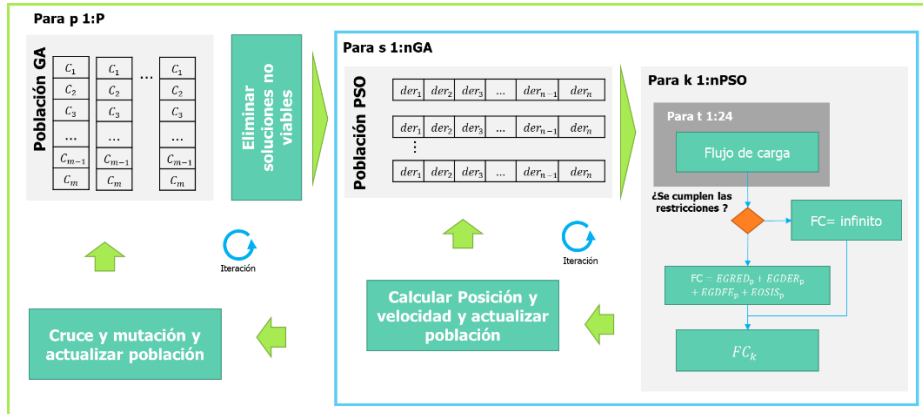 Para p 1:P
Población GA
C₁ C₁ ... C₁
C₂ C₂ C₂
C₃ C₃ C₃
... ... ...
Cₘ₋₁ Cₘ₋₁ Cₘ₋₁
Cₘ Cₘ Cₘ
Eliminar
soluciones no
viables
Iteración
Cruce y mutación y
actualizar población
Para s 1:nGA
Población PSO
der₁ der₂ der₃ ... derₙ₋₁ derₙ
der₁ der₂ der₃ ... derₙ₋₁ derₙ
⋮
der₁ der₂ der₃ ... derₙ₋₁ derₙ
Iteración
Calcular Posición y
velocidad y actualizar
población
Para k 1:nPSO
Para t 1:24
Flujo de carga
¿Se cumplen las
restricciones ?
FC= infinito
FC = EGREDₚ + EGDERₚ
+ EGDFEₚ + EOSISₚ
FCₖ